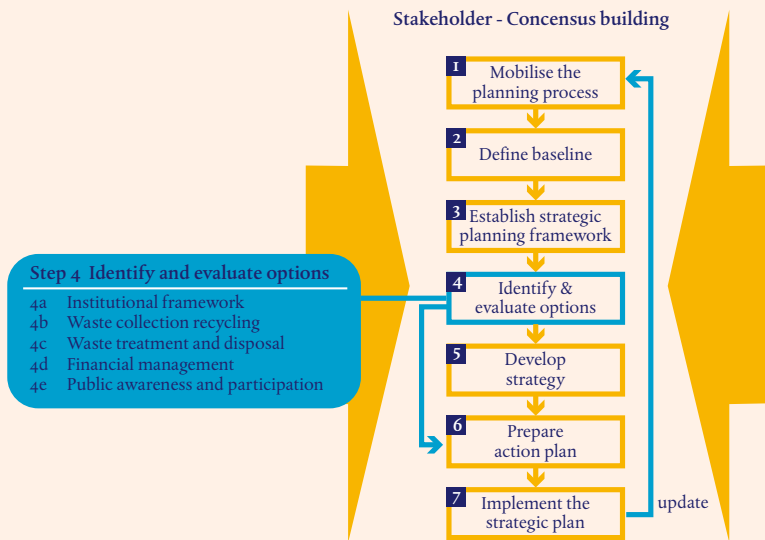 Stakeholder - Concensus building
1
Mobilise the
planning process
2
Define baseline
3
Establish strategic
planning framework
Step 4 Identify and evaluate options
4a Institutional framework
4b Waste collection recycling
4c Waste treatment and disposal
4d Financial management
4e Public awareness and participation
4
Identify &
evaluate options
5
Develop
strategy
6
Prepare
action plan
7
Implement the
strategic plan
update